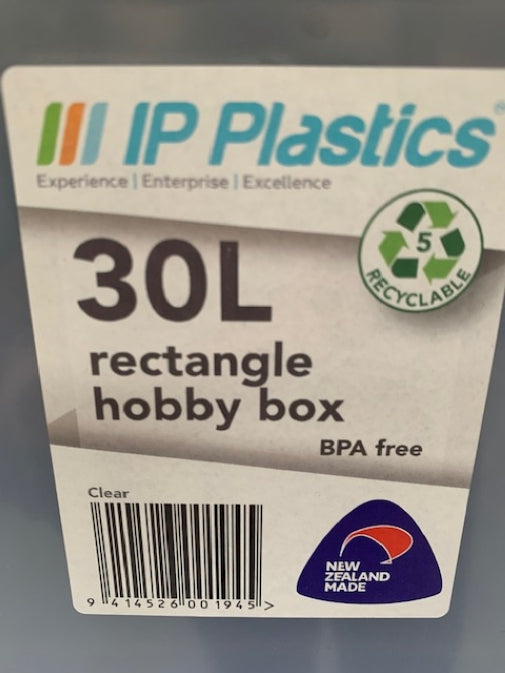 IP Plastics
Experience | Enterprise | Excellence
5
RECYCLABLE
30L
rectangle
hobby box
BPA free
Clear
9 414526 001945 >
NEW
ZEALAND
MADE